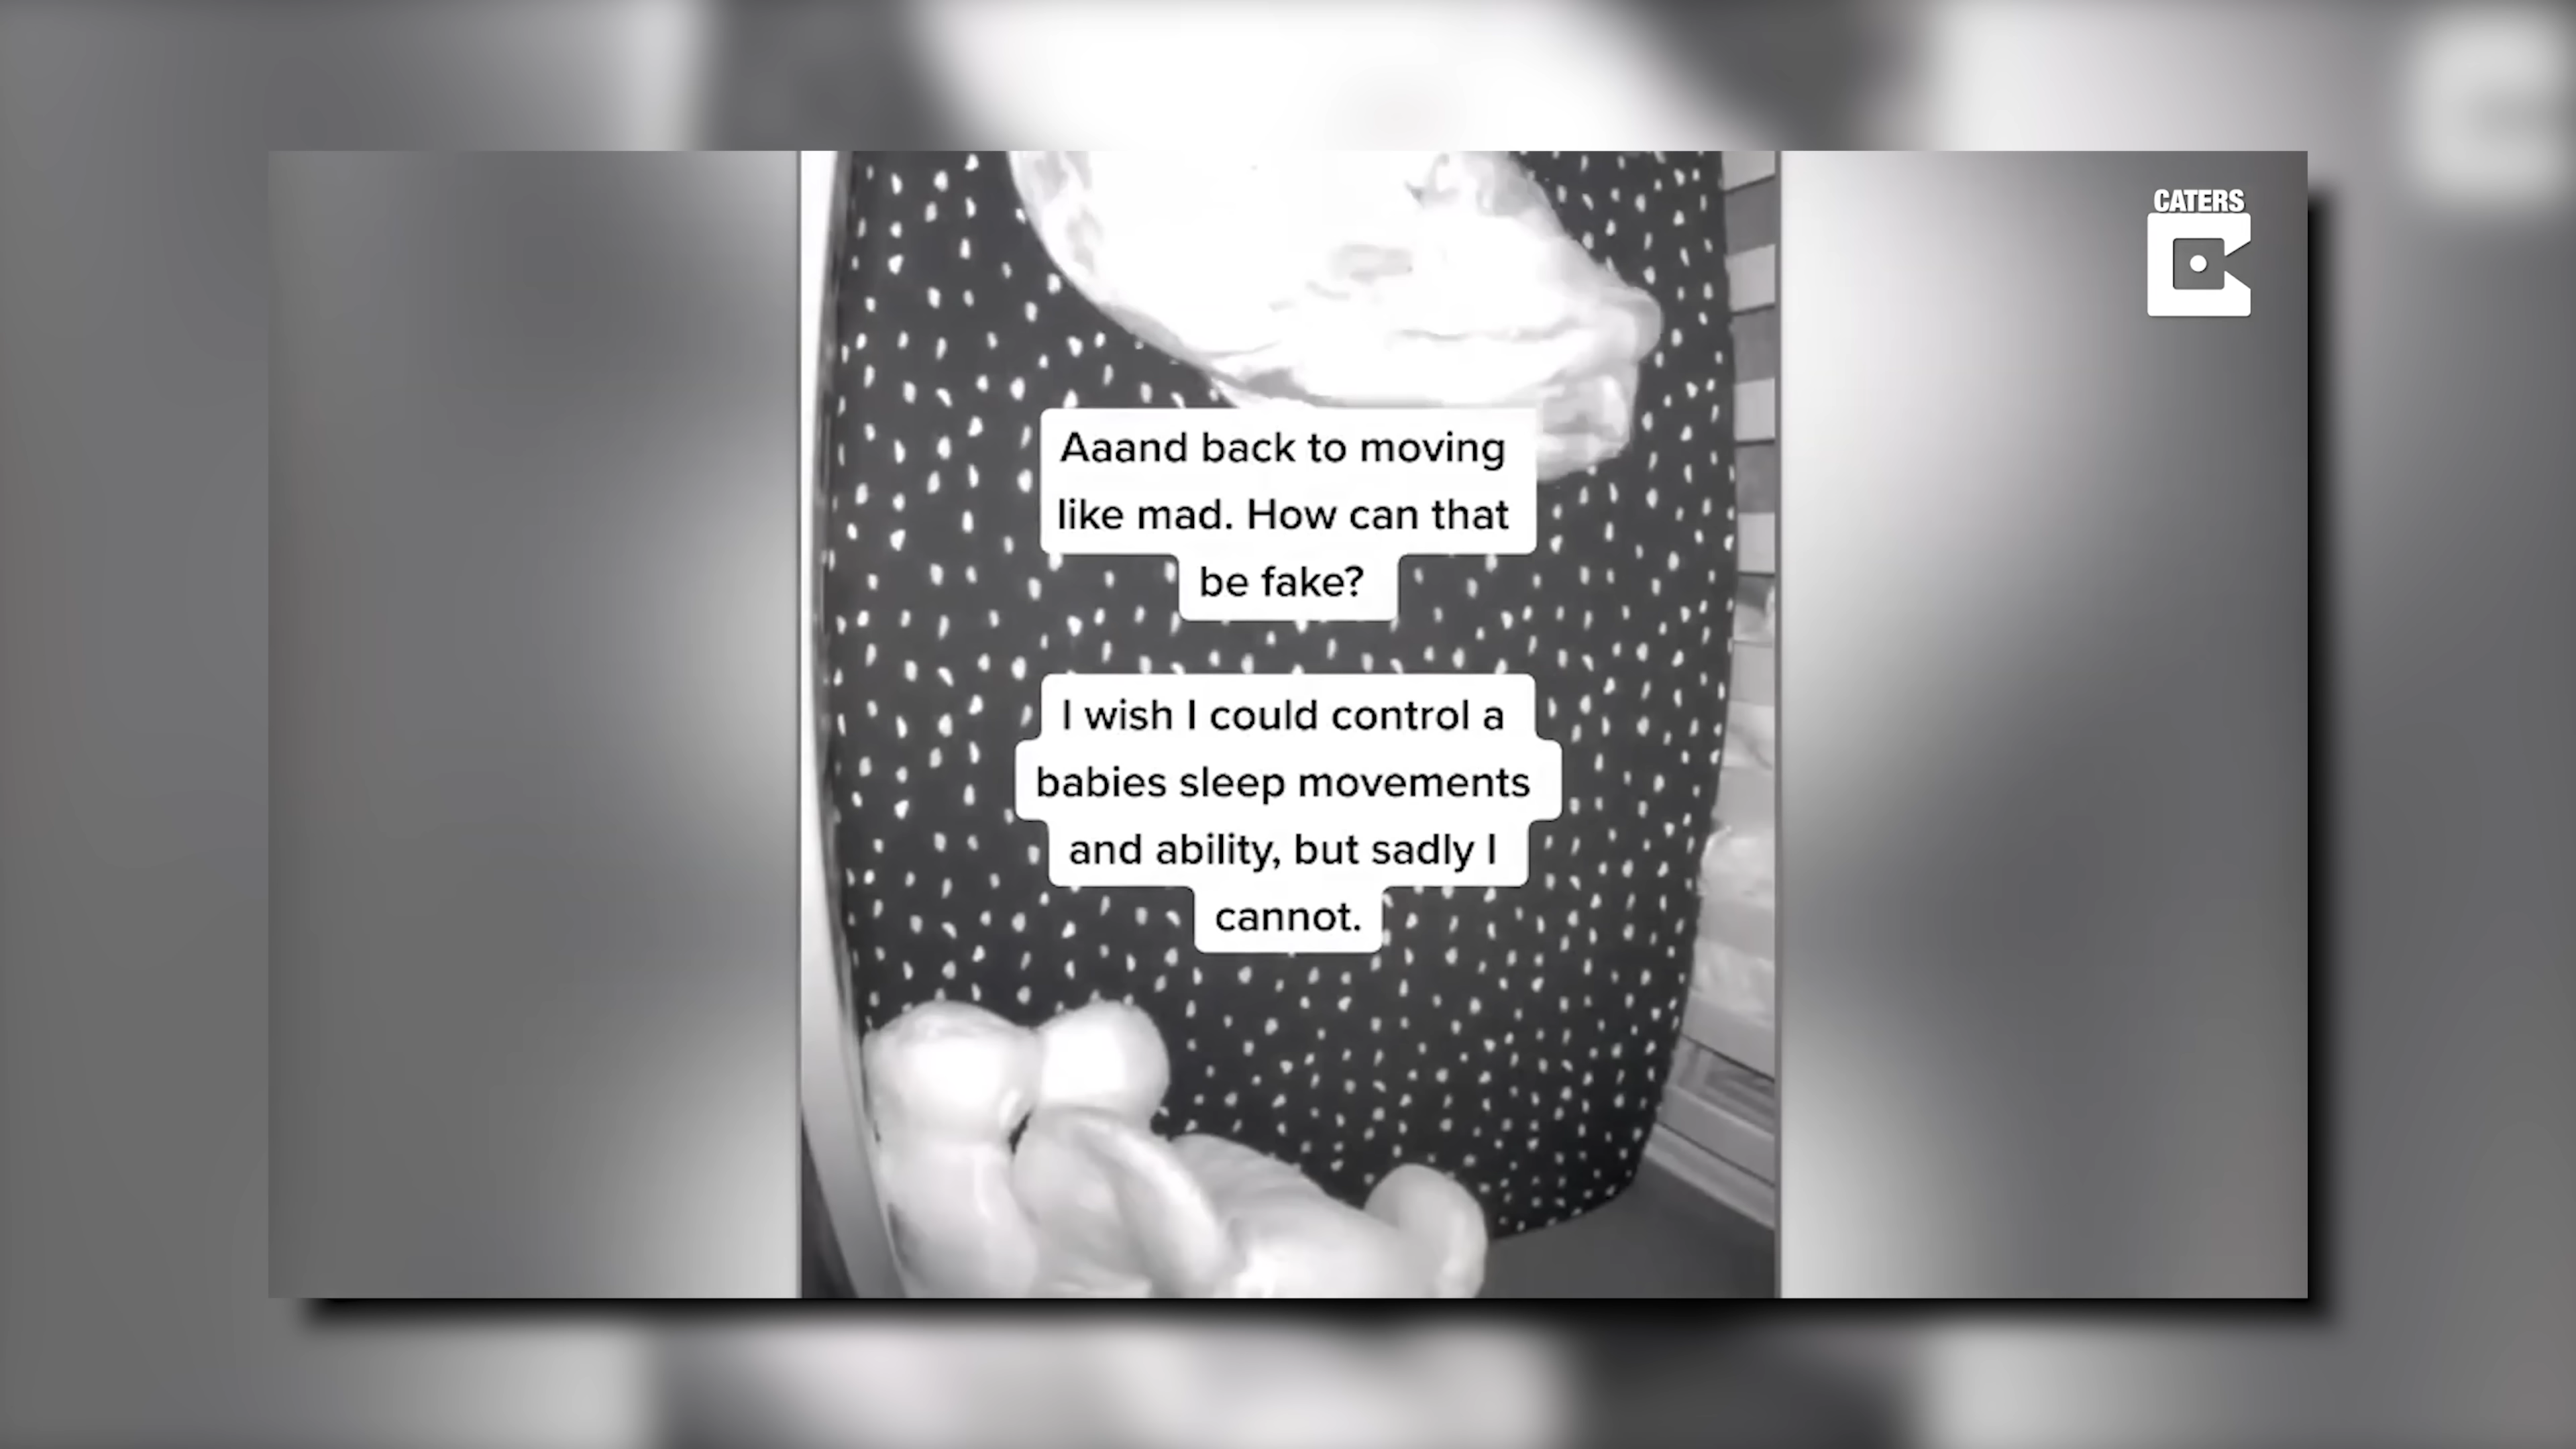 CATERS
Aaand back to moving
like mad. How can that
be fake?
I wish I could control a
babies sleep movements
and ability, but sadly I
cannot.